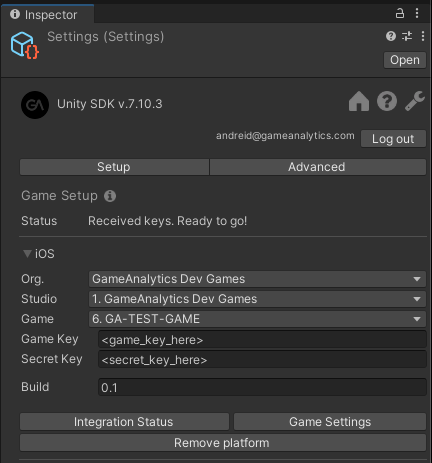 Inspector
Settings (Settings)
Open
GA Unity SDK v.7.10.3
andreid@gameanalytics.com Log out
Setup Advanced
Game Setup
Status Received keys. Ready to go!
iOS
Org. GameAnalytics Dev Games
Studio 1. GameAnalytics Dev Games
Game 6. GA-TEST-GAME
Game Key <game_key_here>
Secret Key <secret_key_here>
Build 0.1
Integration Status Game Settings
Remove platform